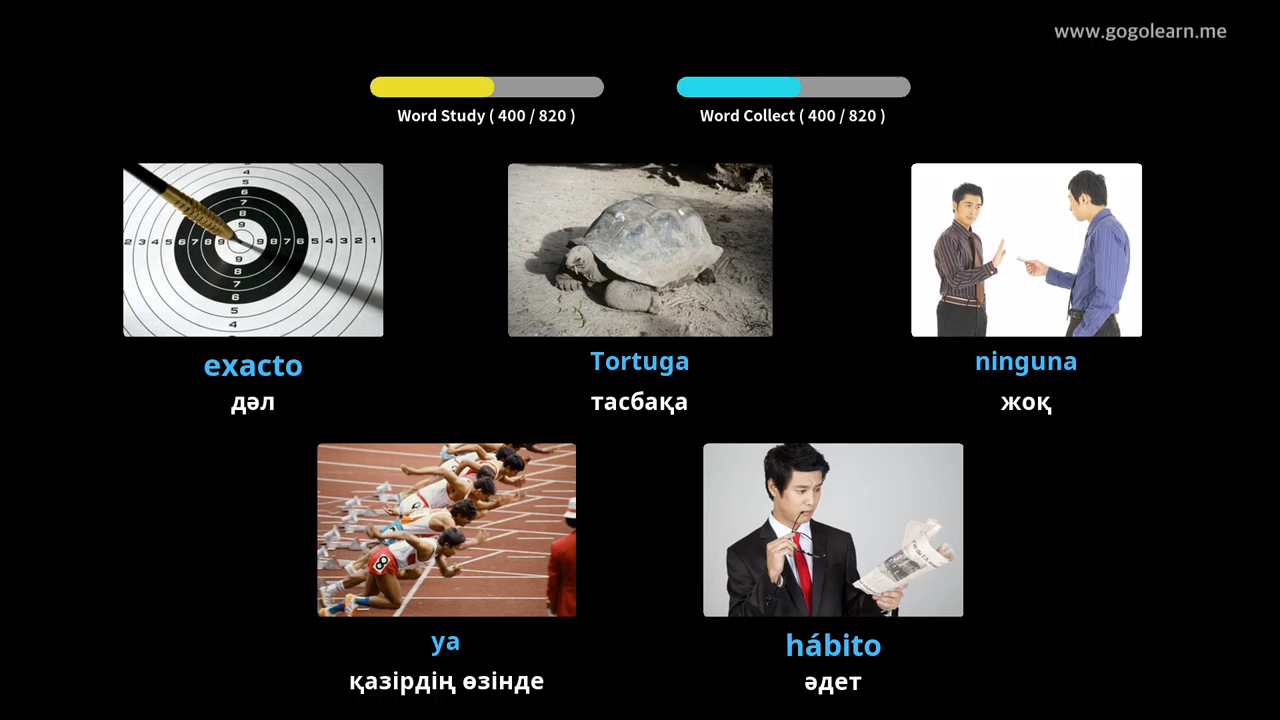 www.gogolearn.me
Word Study ( 400 / 820 )
Word Collect ( 400 / 820 )
exacto
дәл
Tortuga
тасбақа
ninguna
жоқ
ya
қазірдің өзінде
hábito
әдет